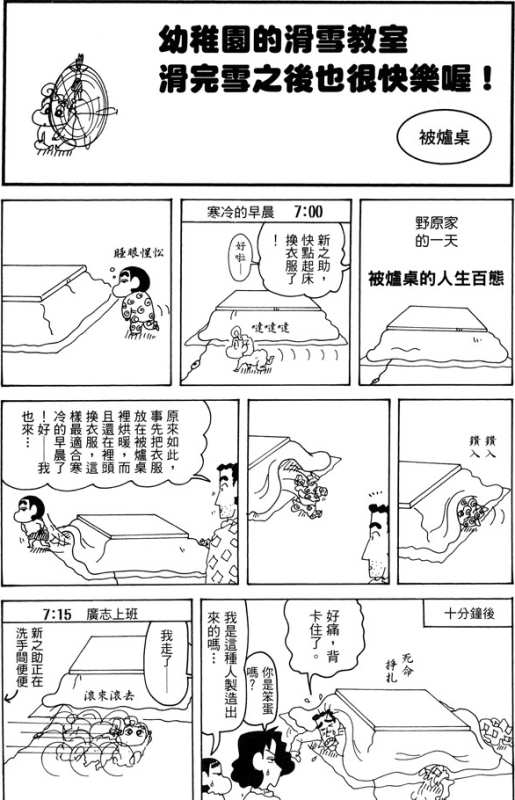 幼稚園的滑雪教室
滑完雪之後也很快樂喔！
被爐桌
野原家
的一天
被爐桌的人生百態
寒冷的早晨 7:00
新之助，
快點起床
換衣服了
！
好啦—
噠噠噠
睡眼惺忪
鑽入
鑽入
原來如此，
事先把衣服
放在被爐桌
裡烘暖，而
且還在裡頭
換衣服，這
樣最適合寒
冷的早晨了
！好——我
也來…
十分鐘後
死命
掙扎
好痛，背
卡住了。
你是笨蛋
嗎？
我是這種人製造出
來的嗎…
7:15 廣志上班
我走了——
滾來滾去
新之助正在
洗手間便便